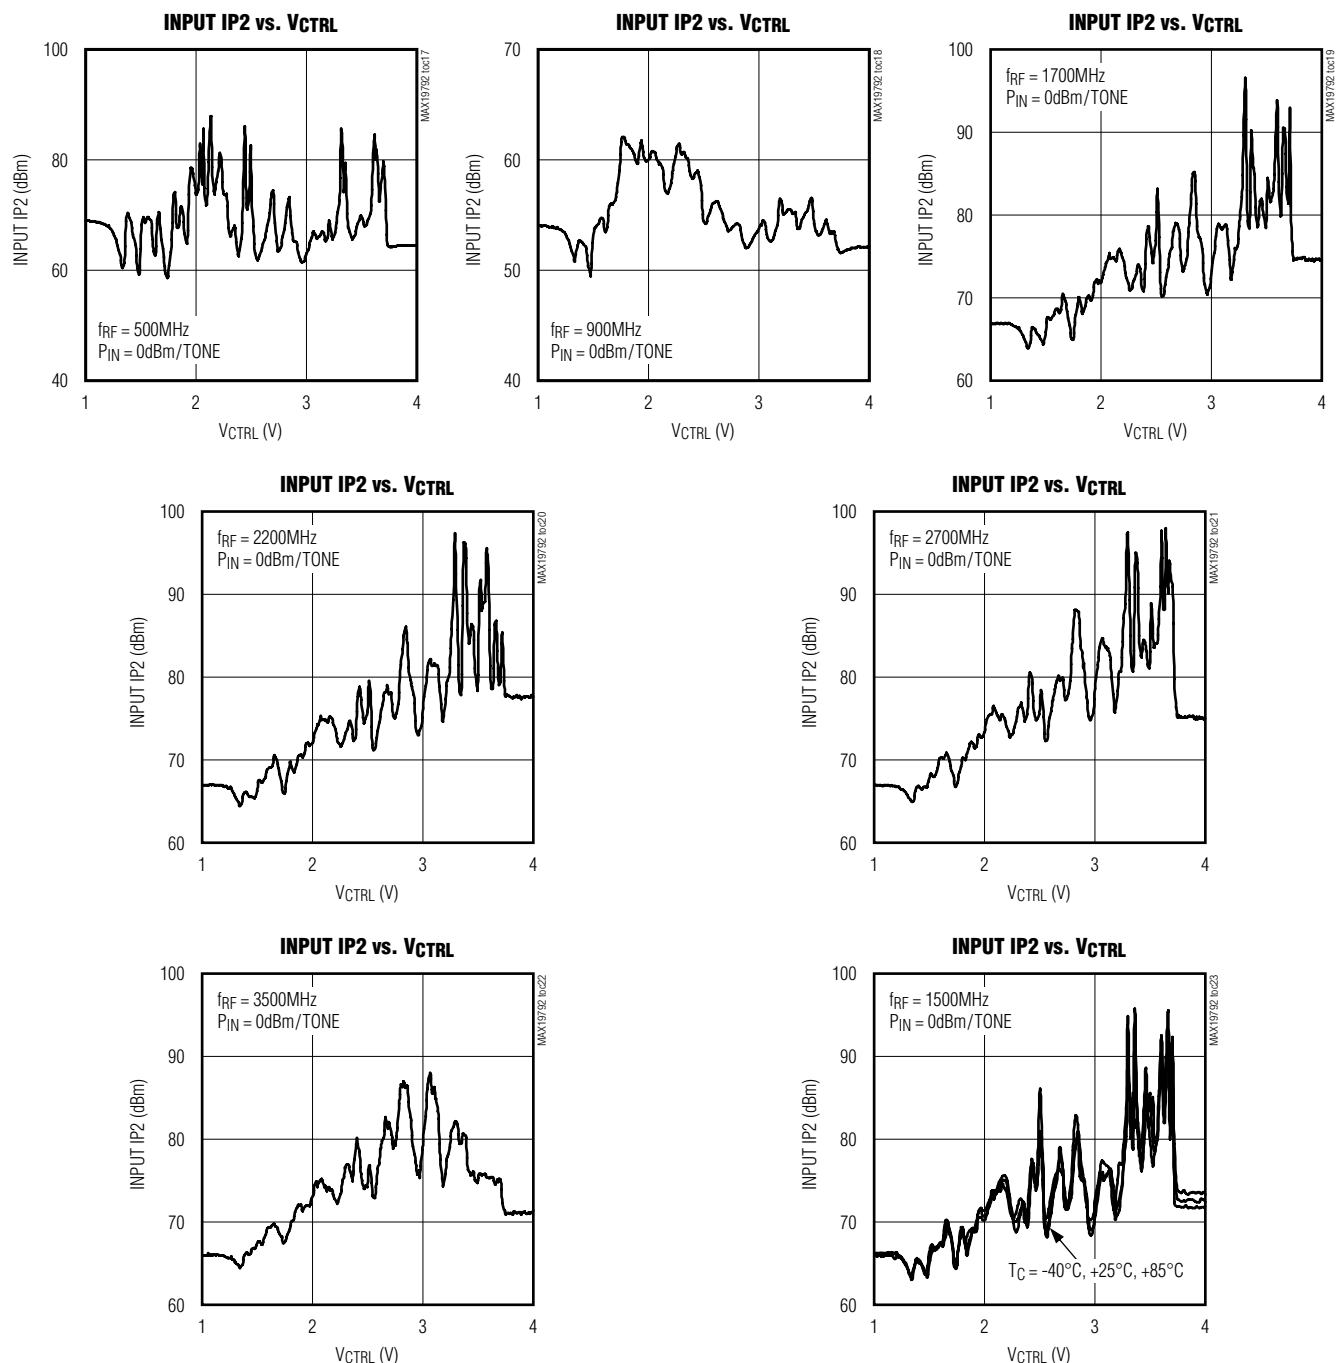 INPUT IP2 vs. VCTRL
MAX19792 toc17
INPUT IP2 (dBm)
100
80
60
40
fRF = 500MHz
PIN = 0dBm/TONE
1 2 3 4
VCTRL (V)
INPUT IP2 vs. VCTRL
MAX19792 toc18
INPUT IP2 (dBm)
70
60
50
40
fRF = 900MHz
PIN = 0dBm/TONE
1 2 3 4
VCTRL (V)
INPUT IP2 vs. VCTRL
MAX19792 toc19
INPUT IP2 (dBm)
100
90
80
70
60
fRF = 1700MHz
PIN = 0dBm/TONE
1 2 3 4
VCTRL (V)
INPUT IP2 vs. VCTRL
MAX19792 toc20
INPUT IP2 (dBm)
100
90
80
70
60
fRF = 2200MHz
PIN = 0dBm/TONE
1 2 3 4
VCTRL (V)
INPUT IP2 vs. VCTRL
MAX19792 toc21
INPUT IP2 (dBm)
100
90
80
70
60
fRF = 2700MHz
PIN = 0dBm/TONE
1 2 3 4
VCTRL (V)
INPUT IP2 vs. VCTRL
MAX19792 toc22
INPUT IP2 (dBm)
100
90
80
70
60
fRF = 3500MHz
PIN = 0dBm/TONE
1 2 3 4
VCTRL (V)
INPUT IP2 vs. VCTRL
MAX19792 toc23
INPUT IP2 (dBm)
100
90
80
70
60
fRF = 1500MHz
PIN = 0dBm/TONE
TC = -40°C, +25°C, +85°C
1 2 3 4
VCTRL (V)